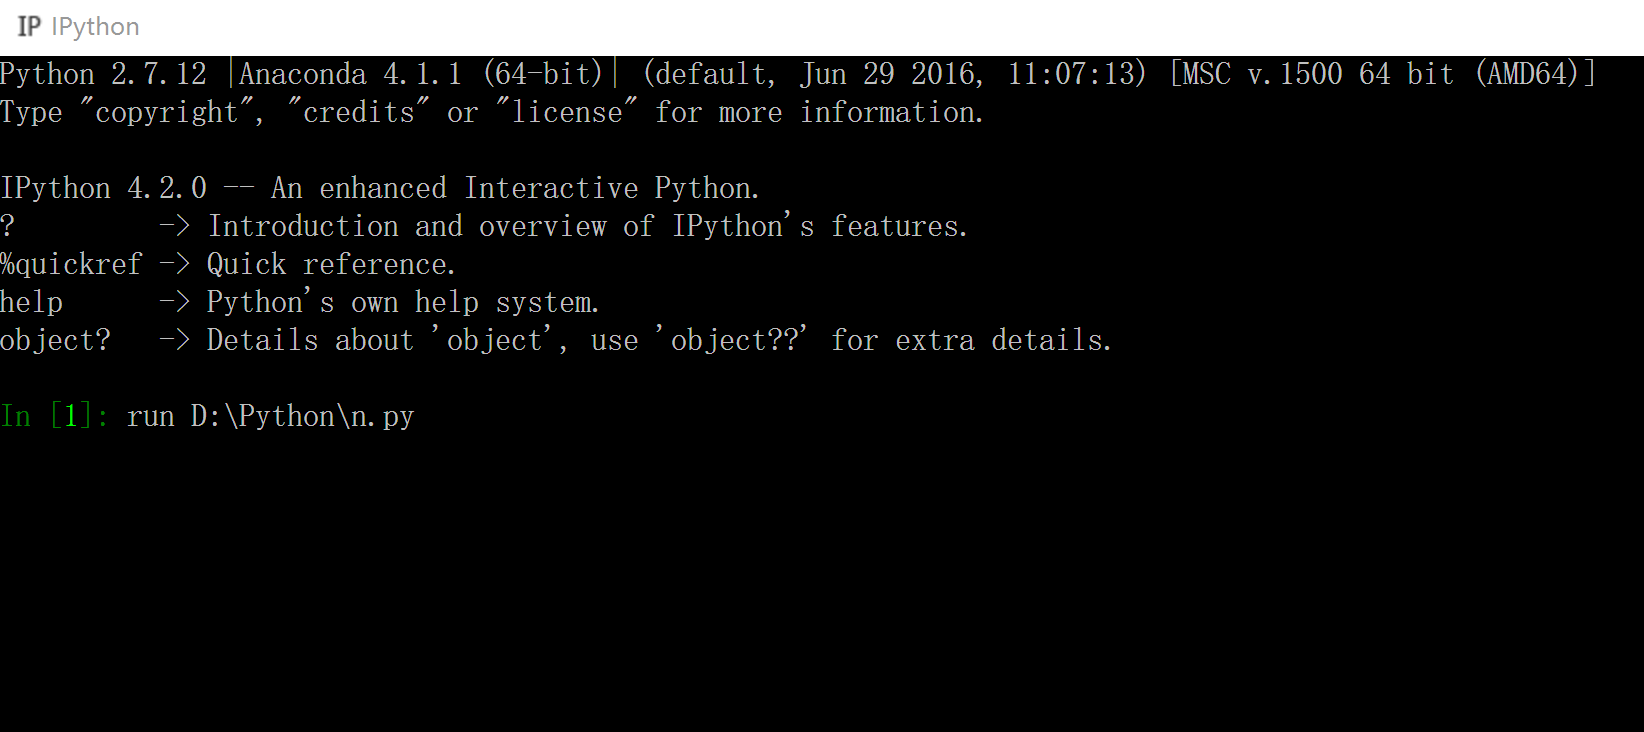 IP IPython
Python 2.7.12 |Anaconda 4.1.1 (64-bit)| (default, Jun 29 2016, 11:07:13) [MSC v.1500 64 bit (AMD64)]
Type "copyright", "credits" or "license" for more information.
IPython 4.2.0 -- An enhanced Interactive Python.
?         -> Introduction and overview of IPython's features.
%quickref -> Quick reference.
help      -> Python's own help system.
object?   -> Details about 'object', use 'object??' for extra details.
In [1]: run D:\Python\n.py